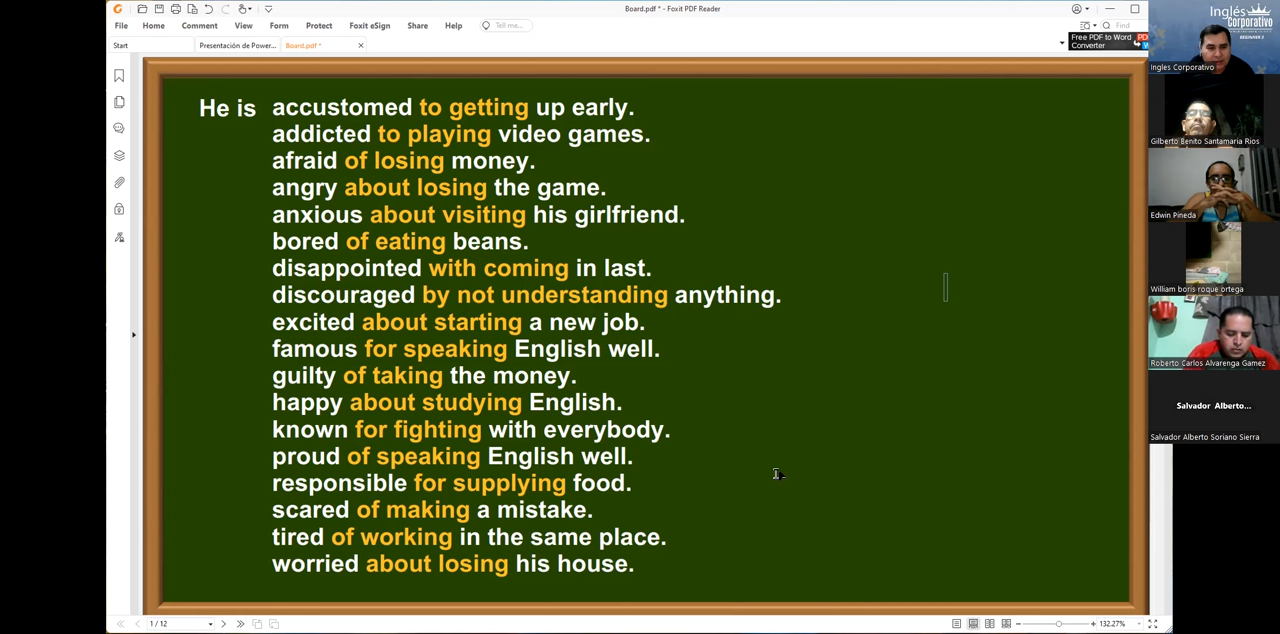 Board.pdf * - Foxit PDF Reader
File Home Comment View Form Protect Foxit eSign Share Help Tell me... Find
Start Presentación de Power... Board.pdf *
Free PDF to Word
Converter
He is accustomed to getting up early.
addicted to playing video games.
afraid of losing money.
angry about losing the game.
anxious about visiting his girlfriend.
bored of eating beans.
disappointed with coming in last.
discouraged by not understanding anything.
excited about starting a new job.
famous for speaking English well.
guilty of taking the money.
happy about studying English.
known for fighting with everybody.
proud of speaking English well.
responsible for supplying food.
scared of making a mistake.
tired of working in the same place.
worried about losing his house.
1 / 12
132.27%
Inglés
Corporativo
BEGINNER 3
Ingles Corporativo
Gilberto Benito Santamaria Rios
Edwin Pineda
William boris roque ortega
Roberto Carlos Alvarenga Gamez
Salvador Alberto...
Salvador Alberto Soriano Sierra